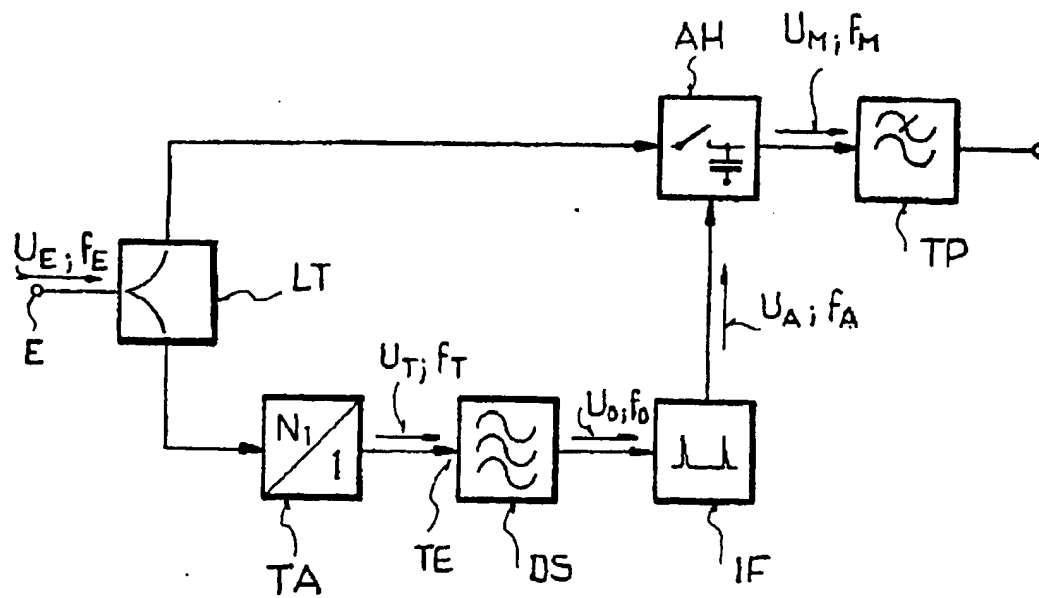 AH
U_M; f_M
TP
U_E; f_E
LT
E
U_A; f_A
U_T; f_T
U_D; f_D
N_1
1
TE
DS
IF
TA